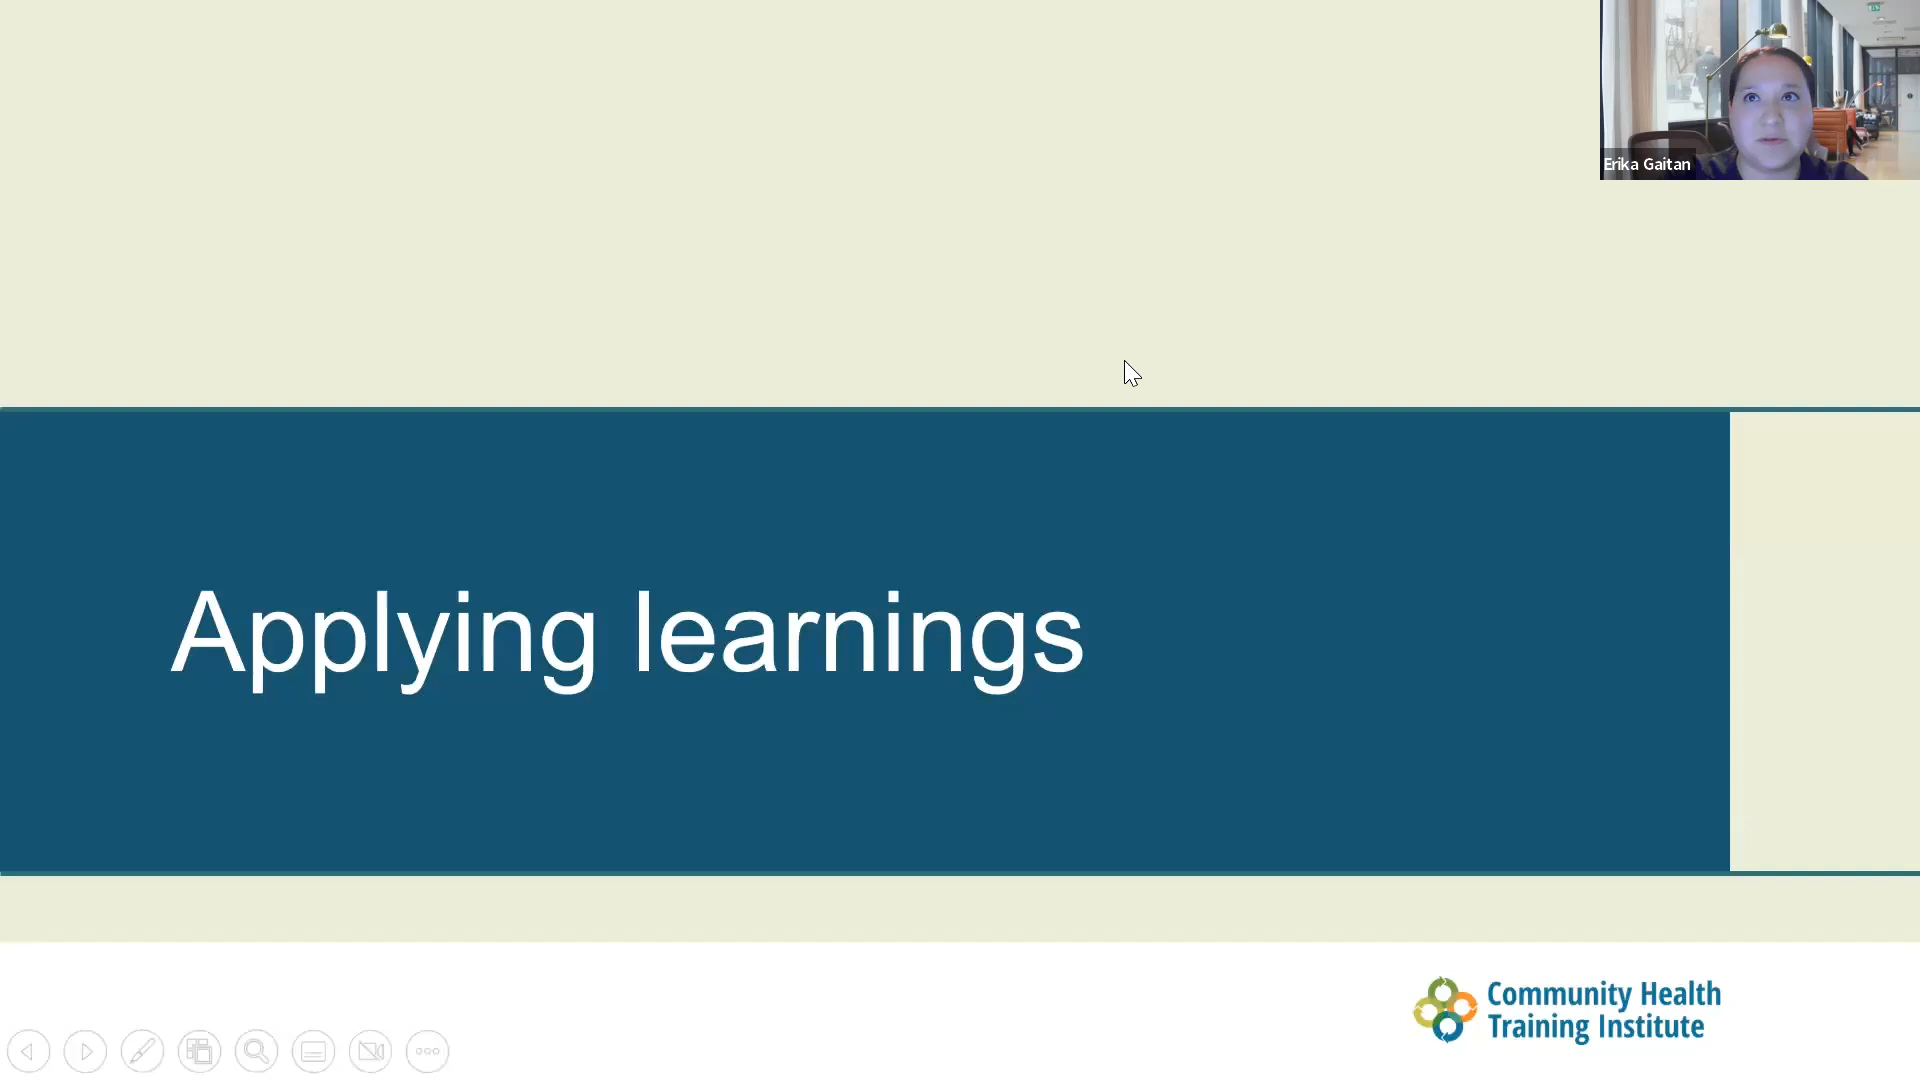 Erika Gaitan
Applying learnings
Community Health
Training Institute